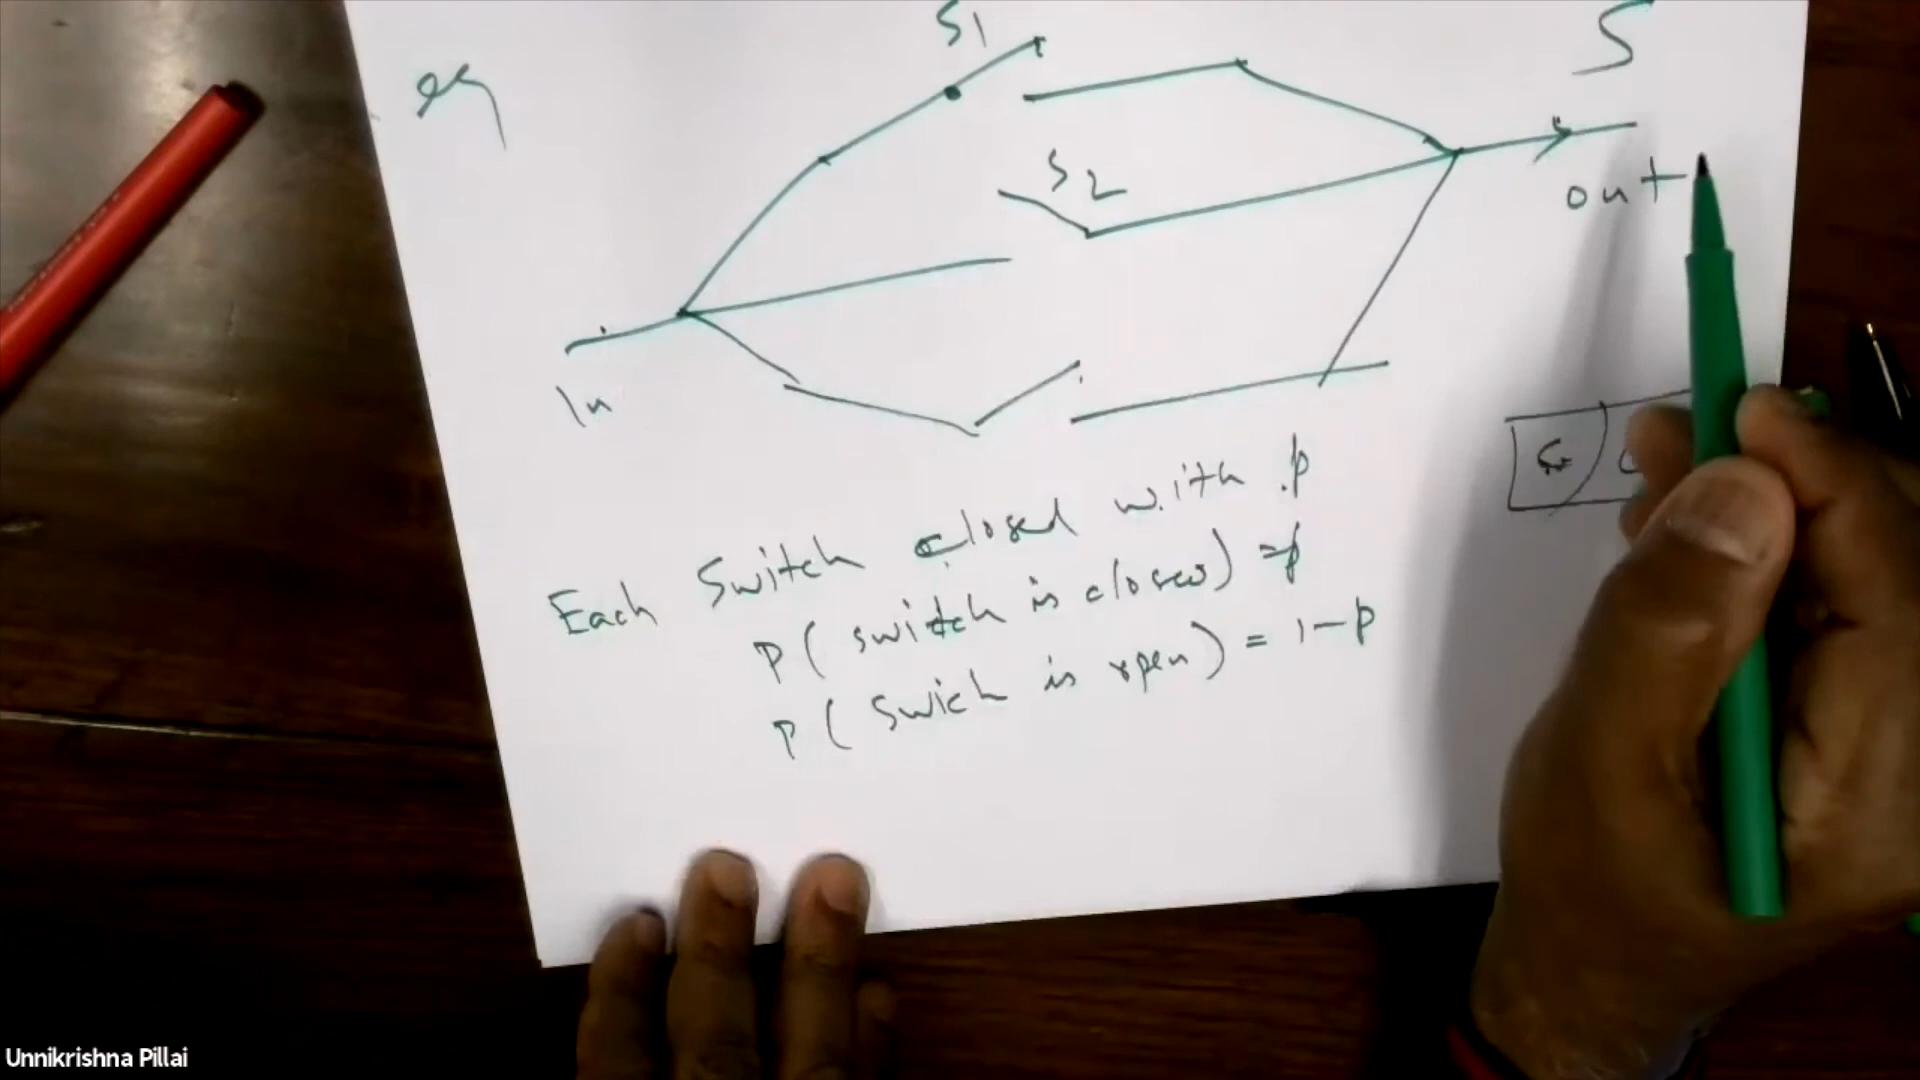 eg
S1
S
S2
out
In
Each Switch closed with p
P( switch is closed) = p
P( Swich is open) = 1-p
Unnikrishna Pillai